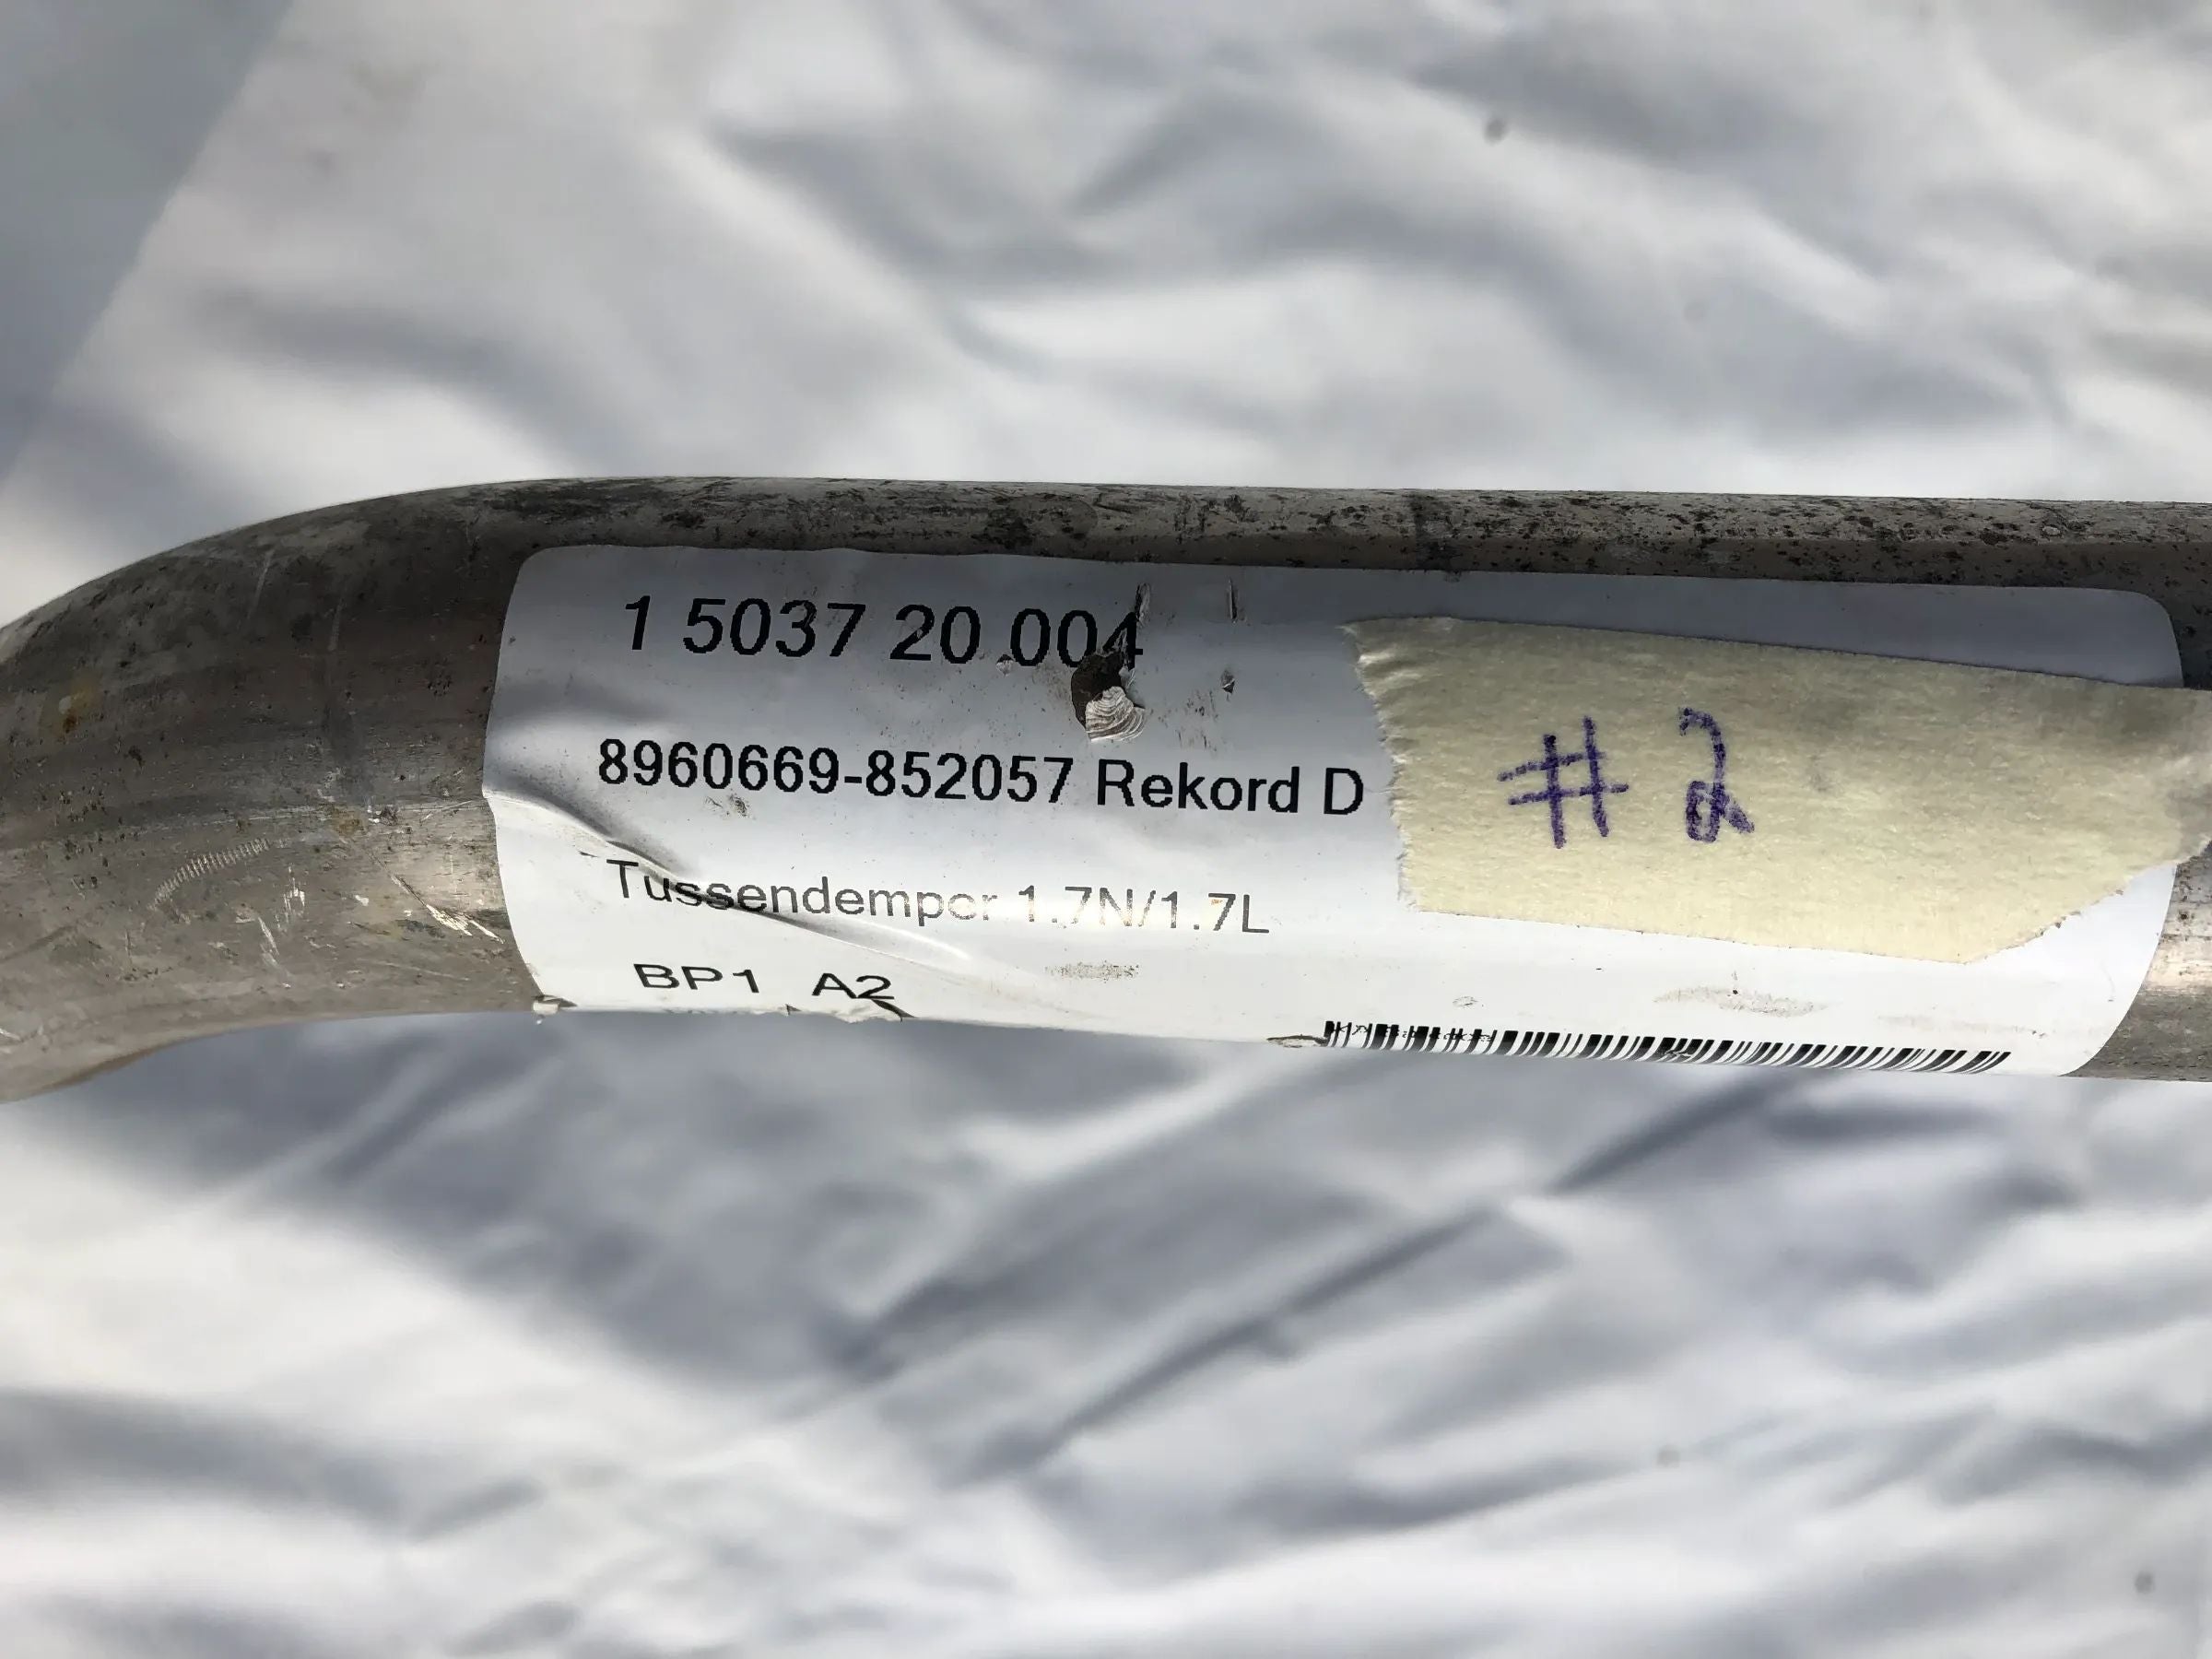 1 5037 20 004
8960669-852057 Rekord D
#2
Tussendemper 1.7N/1.7L
BP1 A2